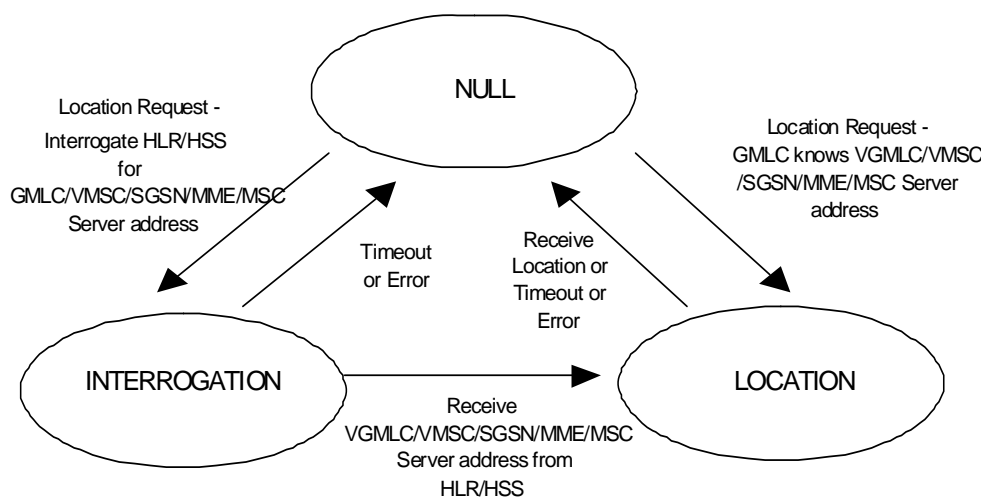 NULL
Location Request -
Interrogate HLR/HSS
for
GMLC/VMSC/SGSN/MME/MSC
Server address
Location Request -
GMLC knows VGMLC/VMSC
/SGSN/MME/MSC Server
address
Timeout
or Error
Receive
Location or
Timeout or
Error
INTERROGATION
LOCATION
Receive
VGMLC/VMSC/SGSN/MME/MSC
Server address from
HLR/HSS